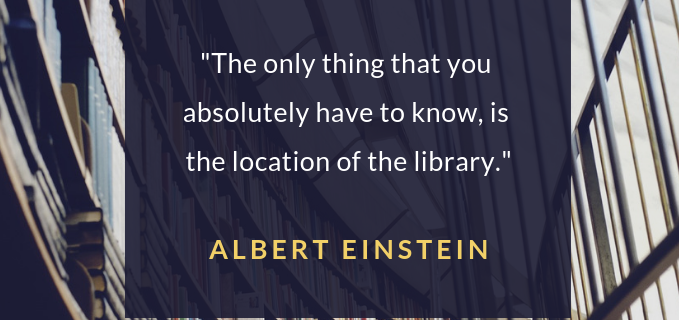 "The only thing that you
absolutely have to know, is
the location of the library."
ALBERT EINSTEIN